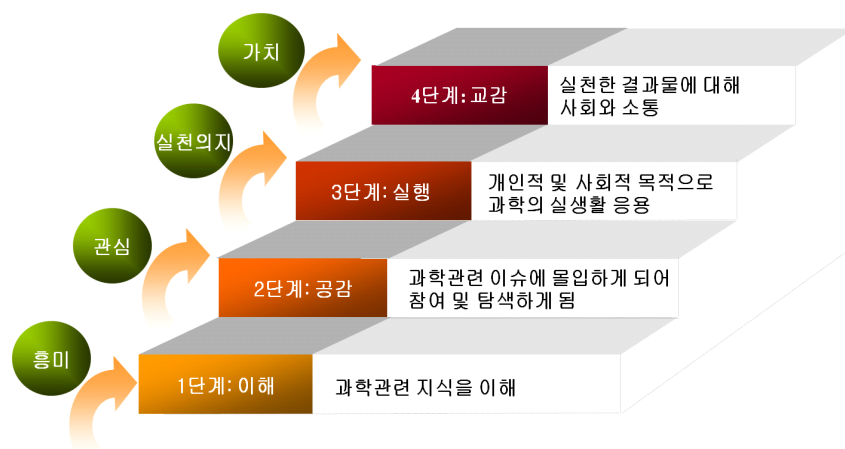 가치
4단계: 교감
실천한 결과물에 대해
사회와 소통
실천의지
3단계: 실행
개인적 및 사회적 목적으로
과학의 실생활 응용
관심
2단계: 공감
과학관련 이슈에 몰입하게 되어
참여 및 탐색하게 됨
흥미
1단계: 이해
과학관련 지식을 이해